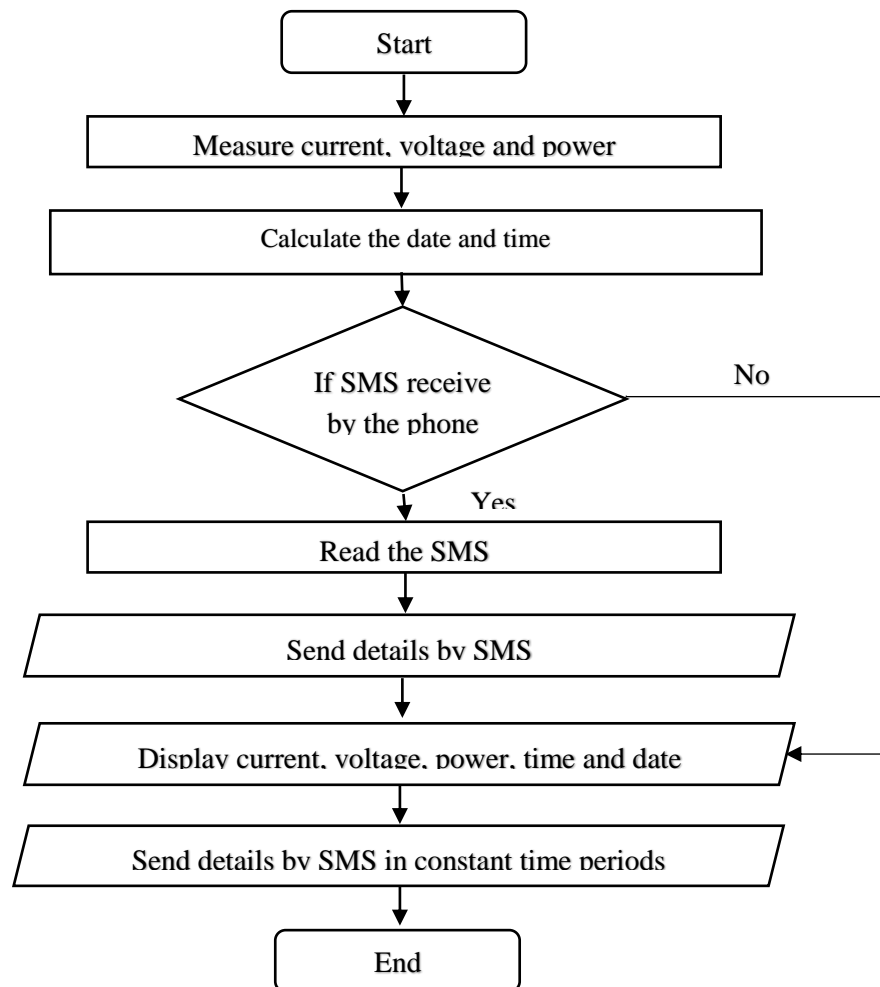 Start
Measure current, voltage and power
Calculate the date and time
If SMS receive
by the phone
No
Yes
Read the SMS
Send details by SMS
Display current, voltage, power, time and date
Send details by SMS in constant time periods
End